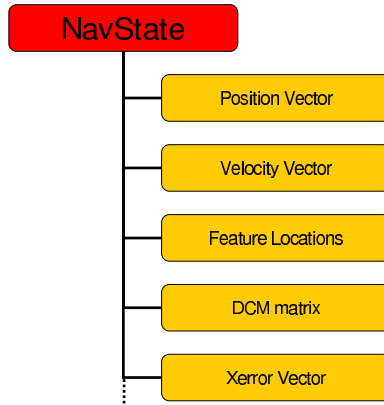 NavState
Position Vector
Velocity Vector
Feature Locations
DCM matrix
Xerror Vector